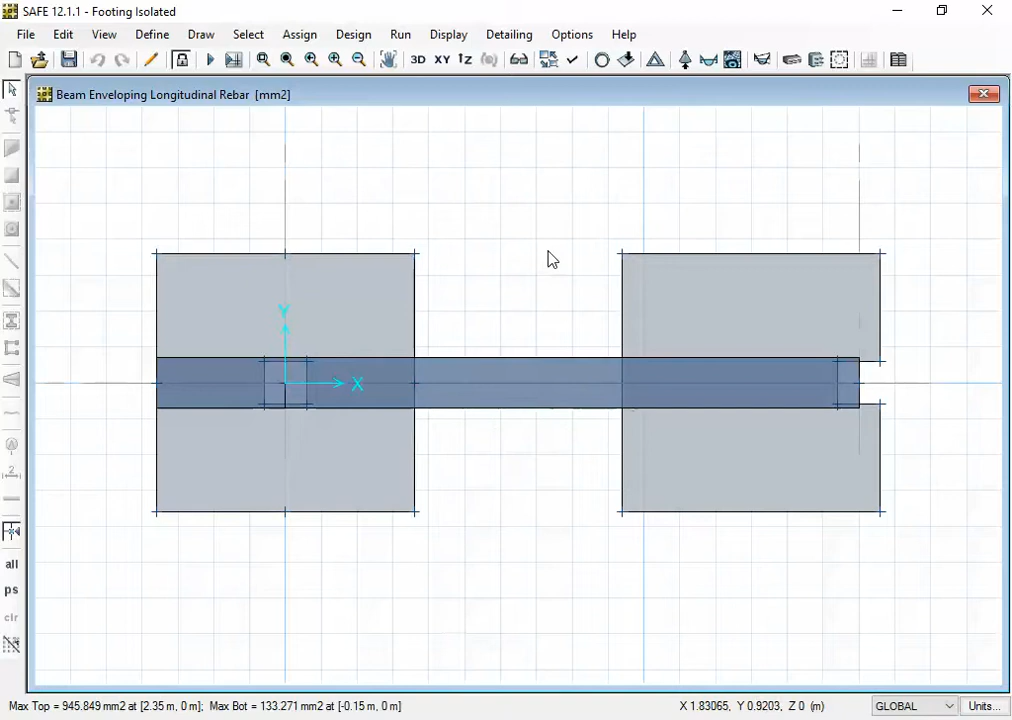 SAFE 12.1.1 - Footing Isolated
File Edit View Define Draw Select Assign Design Run Display Detailing Options Help
3D XY
Beam Enveloping Longitudinal Rebar [mm2]
Y
X
2
all
ps
clr
Max Top = 945.849 mm2 at [2.35 m, 0 m]; Max Bot = 133.271 mm2 at [-0.15 m, 0 m] X 1.83065, Y 0.9203, Z 0 (m) GLOBAL Units...